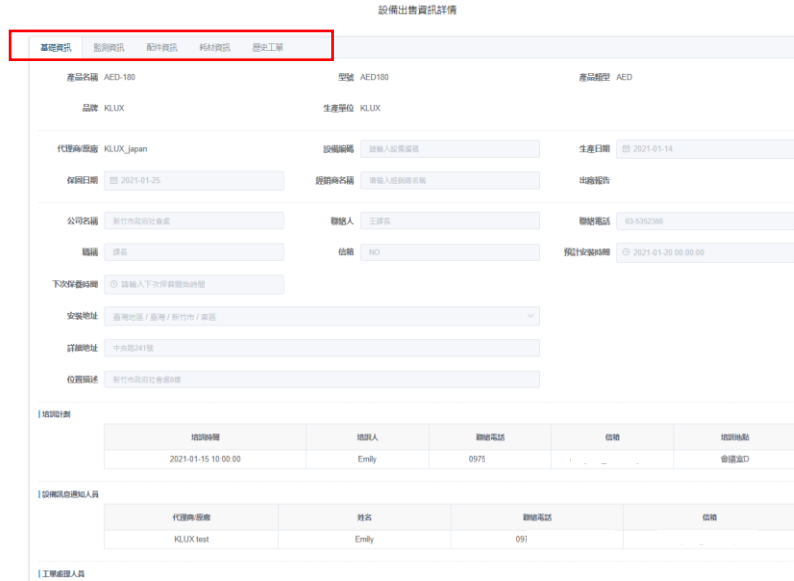 設備出售資訊詳情
基礎資訊 監測資訊 配件資訊 耗材資訊 歷史工單
產品名稱 AED-180 型號 AED180 產品類型 AED
品牌 KLUX 生產單位 KLUX
代理商/原廠 KLUX_japan 設備編碼 請輸入設備編碼 生產日期 2021-01-14
保固日期 2021-01-25 經銷商名稱 請輸入經銷商名稱 出廠報告
公司名稱 新竹市政府社會處 聯絡人 王課長 聯絡電話 03-5352386
職稱 課長 信箱 NO 預計安裝時間 2021-01-20 00:00:00
下次保養時間 請輸入下次保養開始時間
安裝地址 臺灣地區 / 臺灣 / 新竹市 / 東區
詳細地址 中央路241號
位置描述 新竹市政府社會處8樓
培訓計劃
培訓時間 培訓人 聯絡電話 信箱 培訓地點
2021-01-15 10:00:00 Emily 0975 會議室D
設備訊息通知人員
代理商/原廠 姓名 聯絡電話 信箱
KLUX test Emily 097
工單處理人員